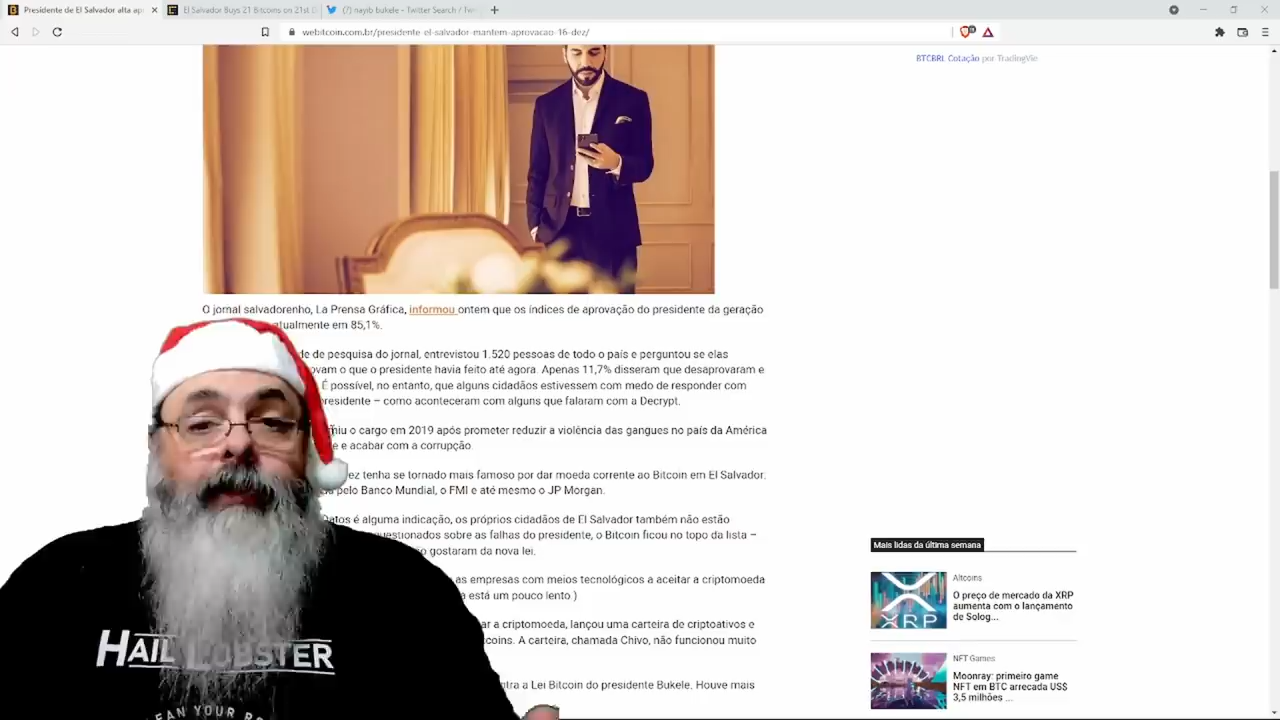 Presidente de El Salvador alta ap
El Salvador Buys 21 Bitcoins on 21st D
(7) nayib bukele - Twitter Search / Tw
webitcoin.com.br/presidente-el-salvador-mantem-aprovacao-16-dez/
BTCBRL Cotação por TradingVie
O jornal salvadorenho, La Prensa Gráfica, informou ontem que os índices de aprovação do presidente da geração
tualmente em 85,1%.
de de pesquisa do jornal, entrevistou 1.520 pessoas de todo o país e perguntou se elas
ovam o que o presidente havia feito até agora. Apenas 11,7% disseram que desaprovaram e
É possível, no entanto, que alguns cidadãos estivessem com medo de responder com
presidente – como aconteceram com alguns que falaram com a Decrypt.
miu o cargo em 2019 após prometer reduzir a violência das gangues no país da América
e e acabar com a corrupção.
ez tenha se tornado mais famoso por dar moeda corrente ao Bitcoin em El Salvador.
pelo Banco Mundial, o FMI e até mesmo o JP Morgan.
Datos é alguma indicação, os próprios cidadãos de El Salvador também não estão
questionados sobre as falhas do presidente, o Bitcoin ficou no topo da lista –
o gostaram da nova lei.
as empresas com meios tecnológicos a aceitar a criptomoeda
a está um pouco lento.)
ar a criptomoeda, lançou uma carteira de criptoativos e
tcoins. A carteira, chamada Chivo, não funcionou muito
ntra a Lei Bitcoin do presidente Bukele. Houve mais
Mais lidas da última semana
Altcoins
O preço de mercado da XRP
aumenta com o lançamento
de Solog...
XRP
NFT Games
Moonray: primeiro game
NFT em BTC arrecada US$
3,5 milhões ...
HAIL LOBSTER